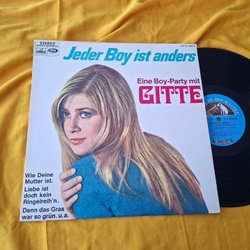 STEREO
Jeder Boy ist anders
Eine Boy-Party mit
GITTE
Wie Deine
Mutter ist.
Liebe ist
doch kein
Ringelreih'n.
Denn das Gras
war so grün. u.a.